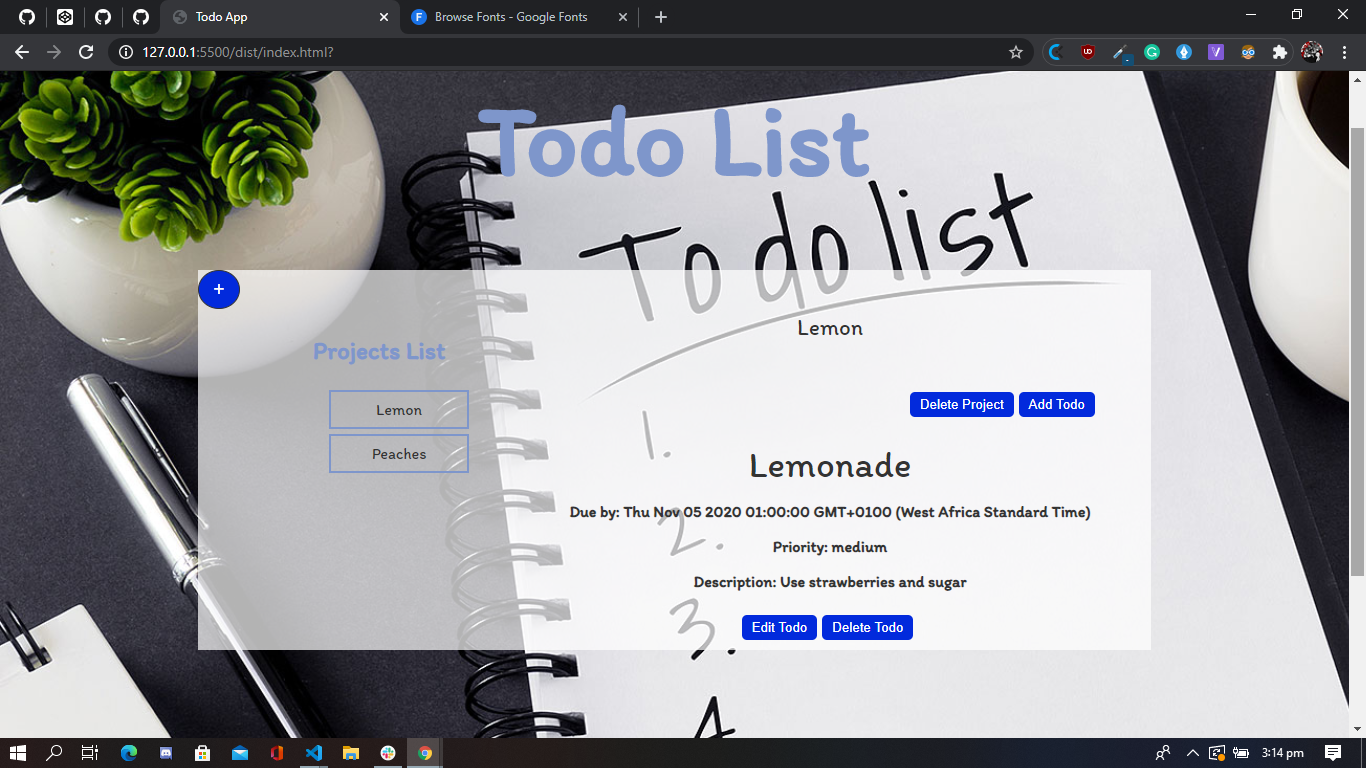 Todo App
Browse Fonts - Google Fonts
127.0.0.1:5500/dist/index.html?
Todo List
To do list
+
Lemon
Projects List
Lemon
Peaches
Delete Project Add Todo
1.
Lemonade
Due by: Thu Nov 05 2020 01:00:00 GMT+0100 (West Africa Standard Time)
2.
Priority: medium
Description: Use strawberries and sugar
3.
Edit Todo Delete Todo
4
3:14 pm